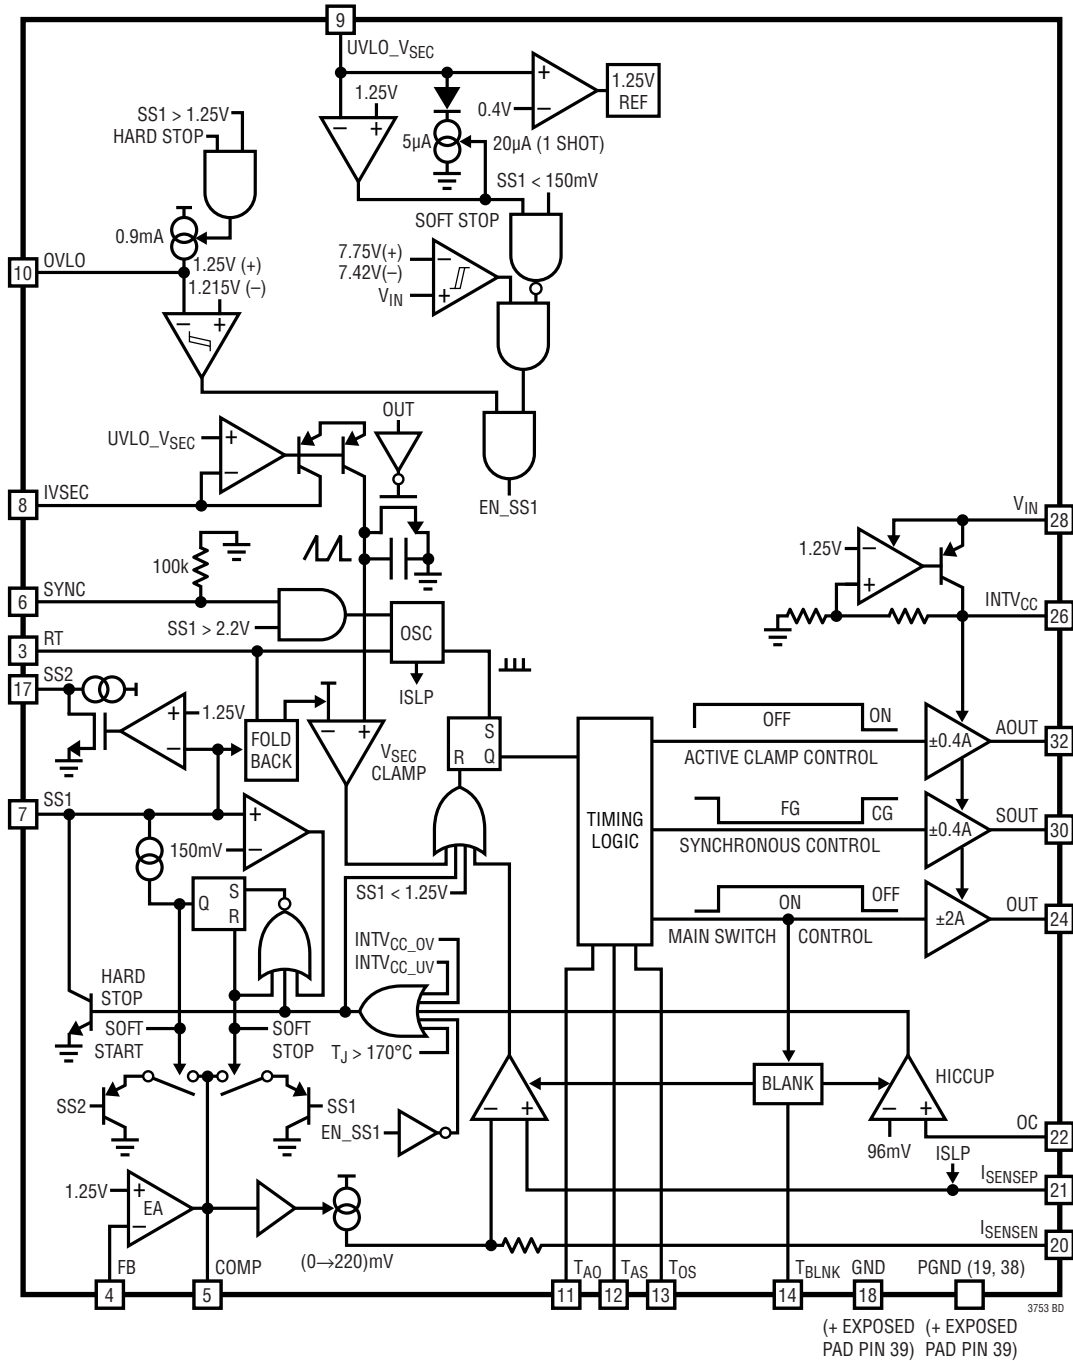 9
UVLO_VSEC
1.25V
+
1.25V
REF
0.4V
−
−
+
5µA
20µA (1 SHOT)
SS1 > 1.25V
HARD STOP
SS1 < 150mV
SOFT STOP
0.9mA
10
OVLO
1.25V (+)
1.215V (–)
−
+
7.75V(+)
7.42V(–)
VIN
−
+
OUT
UVLO_VSEC
+
−
8
IVSEC
EN_SS1
VIN
28
100k
1.25V
−
+
INTVCC
26
6
SYNC
SS1 > 2.2V
OSC
3
RT
17
SS2
ISLP
+
−
1.25V
FOLD
BACK
−
+
VSEC
CLAMP
S
R
Q
TIMING
LOGIC
OFF
ON
ACTIVE CLAMP CONTROL
±0.4A
AOUT
32
7
SS1
+
150mV
−
FG
CG
SYNCHRONOUS CONTROL
±0.4A
SOUT
30
SS1 < 1.25V
Q
S
R
ON
OFF
MAIN SWITCH
CONTROL
±2A
OUT
24
INTVCC_OV
INTVCC_UV
HARD
STOP
SOFT
START
SOFT
STOP
TJ > 170°C
BLANK
HICCUP
−
+
−
+
SS2
SS1
EN_SS1
96mV
OC
22
ISLP
ISENSEP
21
1.25V
+
EA
−
(0→220)mV
ISENSEN
20
FB
COMP
TAO
TAS
TOS
TBLNK
GND
PGND (19, 38)
4
5
11
12
13
14
18
3753 BD
(+ EXPOSED
PAD PIN 39)
(+ EXPOSED
PAD PIN 39)